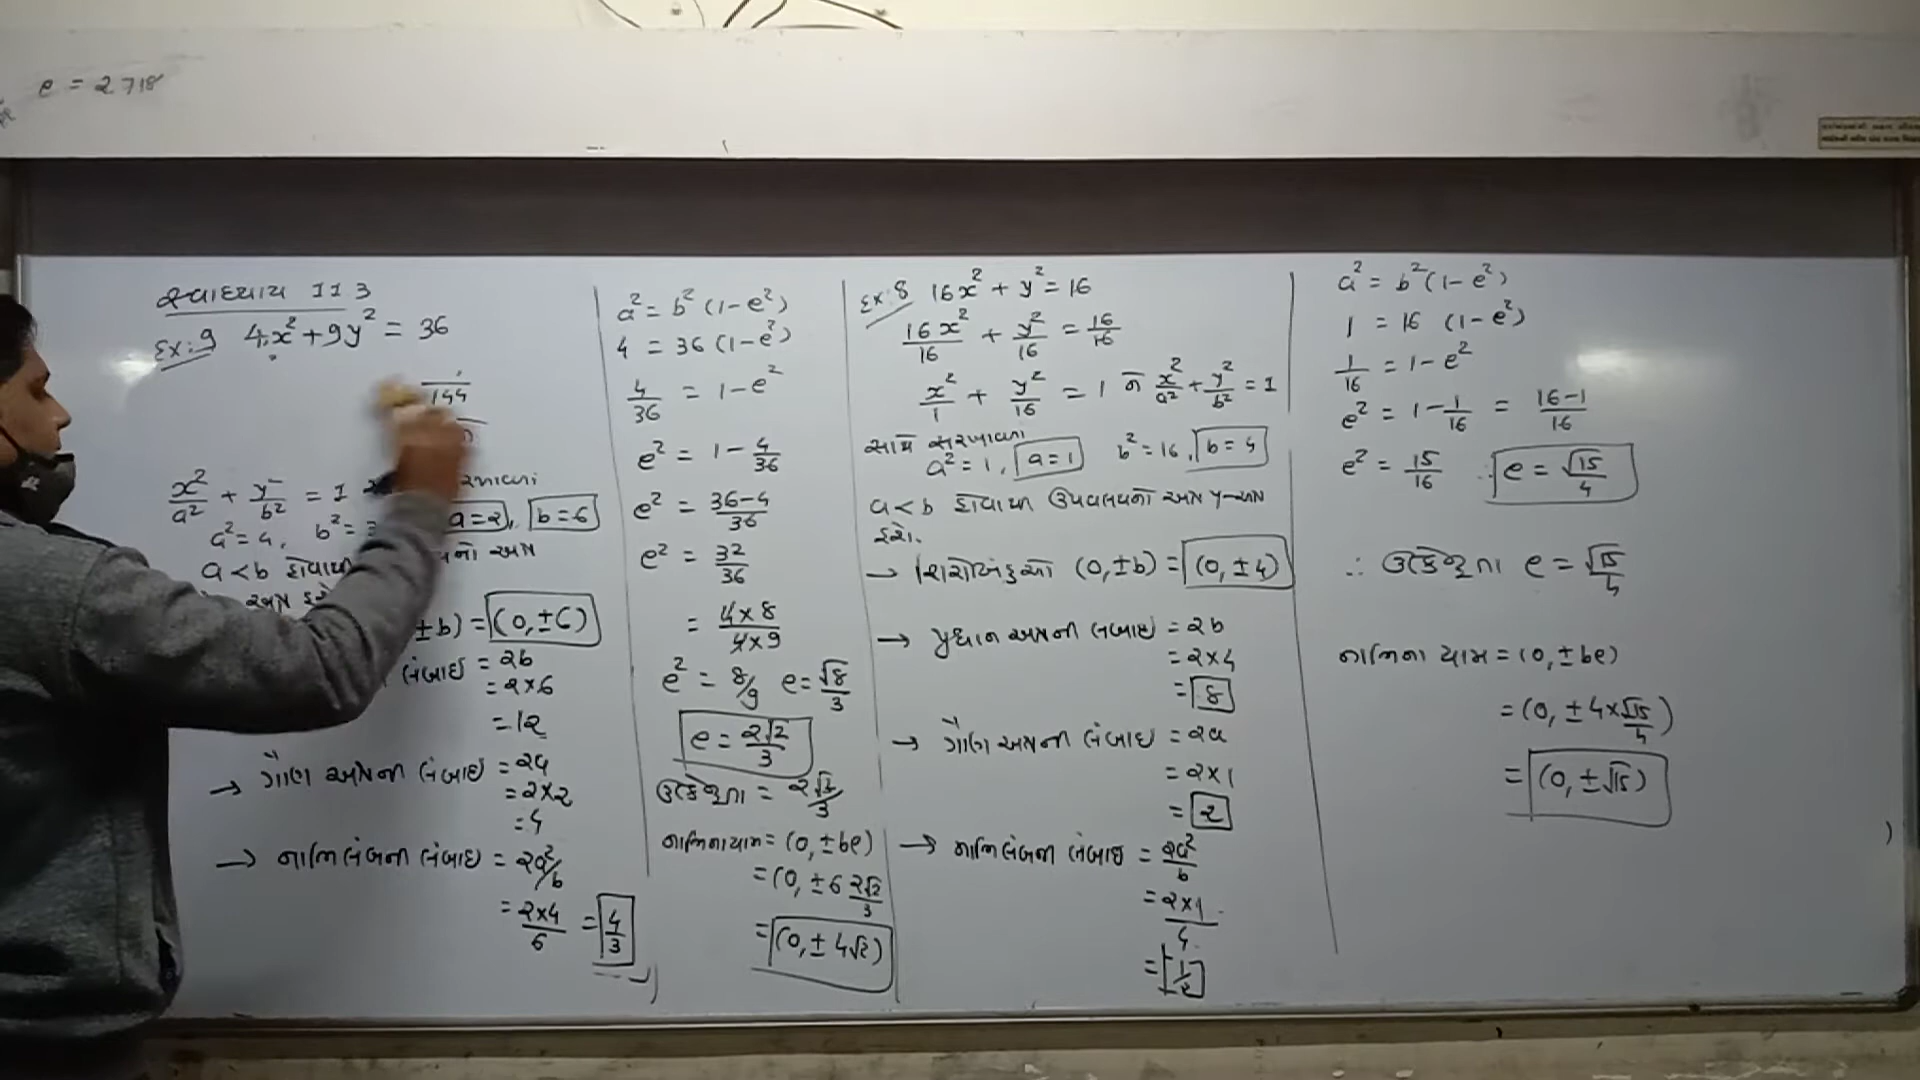 e = 2 718
સ્વાધ્યાય 11 3
Ex: 9 4x² + 9y² = 36
144
x²/a² + y²/b² = 1
a² = 4, b² = 3 a = 2, b = 6
a < b હોવાથી
અક્ષ
±b) = (0, ±6)
લંબાઈ = 2b
= 2×6
= 12
→ ગૌણ અક્ષની લંબાઈ = 2a
= 2×2
= 4
→ નાભિલંબની લંબાઈ = 2a²/b
= 2×4/6 = 4/3
a² = b² (1 - e²)
4 = 36 (1 - e²)
4/36 = 1 - e²
e² = 1 - 4/36
e² = 36-4/36
e² = 32/36
= 4×8/4×9
e² = 8/9 e = √8/3
e = 2√2/3
ઉત્કેન્દ્રતા = 2√2/3
નાભિના યામ = (0, ±be)
= (0, ±6 2√2/3
= (0, ± 4√2)
Ex: 8 16x² + y² = 16
16x²/16 + y²/16 = 16/16
x²/1 + y²/16 = 1 ને x²/a² + y²/b² = 1
સાથે સરખાવતા
a² = 1, a = 1 b² = 16, b = 4
a < b હોવાથી ઉપવલયનો અક્ષ y-અક્ષ
હશે.
→ શિરોબિંદુઓ (0, ±b) = (0, ±4)
→ પ્રધાન અક્ષની લંબાઈ = 2b
= 2×4
= 8
→ ગૌણ અક્ષની લંબાઈ = 2a
= 2×1
= 2
→ નાભિલંબની લંબાઈ = 2a²/b
= 2×1/4
= 1/2
a² = b² (1 - e²)
1 = 16 (1 - e²)
1/16 = 1 - e²
e² = 1 - 1/16 = 16-1/16
e² = 15/16 ∴ e = √15/4
∴ ઉત્કેન્દ્રતા e = √15/4
નાભિના યામ = (0, ±be)
= (0, ±4×√15/4)
= (0, ±√15)